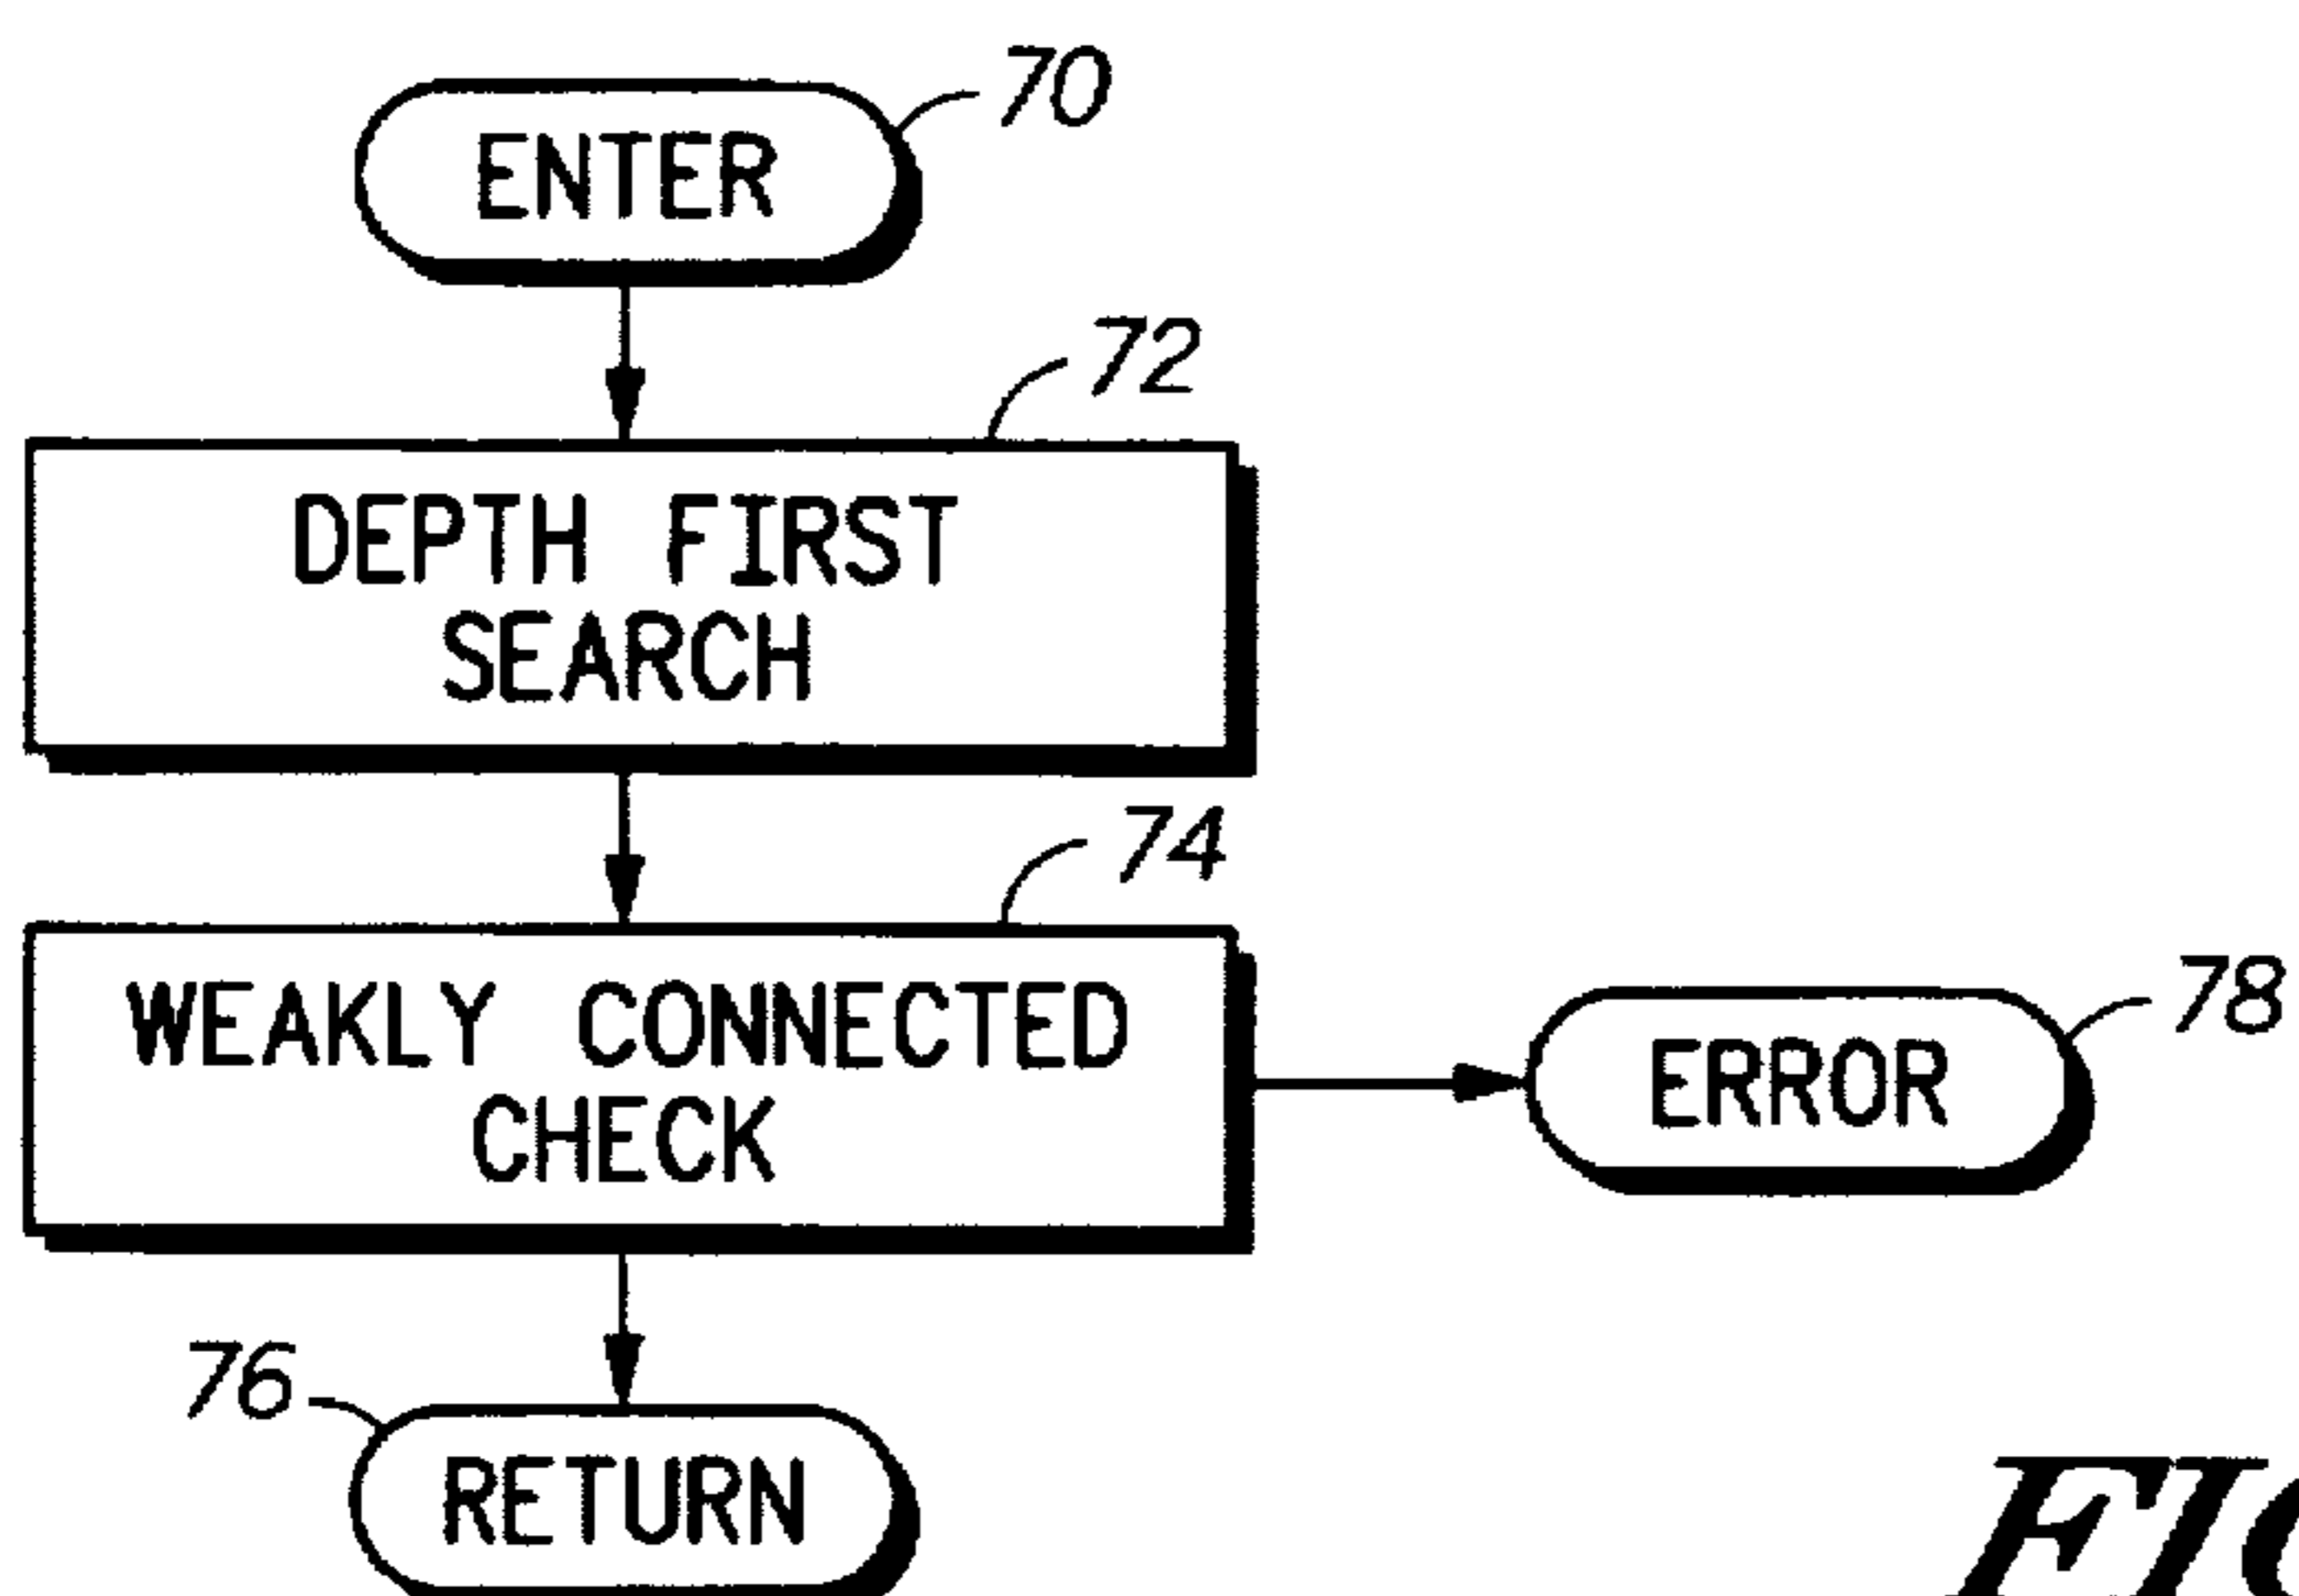 70
ENTER
72
DEPTH FIRST
SEARCH
74
WEAKLY CONNECTED
CHECK
78
ERROR
76
RETURN